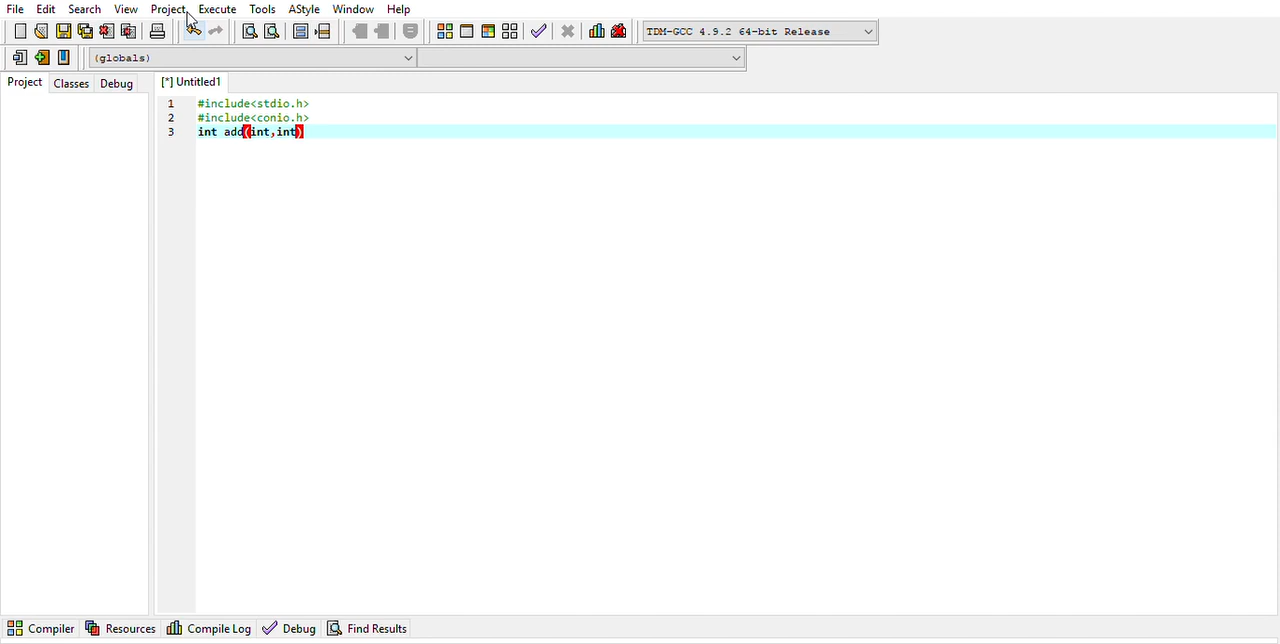 File Edit Search View Project Execute Tools AStyle Window Help
TDM-GCC 4.9.2 64-bit Release
(globals)
Project Classes Debug [*] Untitled1
1 #include<stdio.h>
2 #include<conio.h>
3 int add(int,int)
Compiler Resources Compile Log Debug Find Results